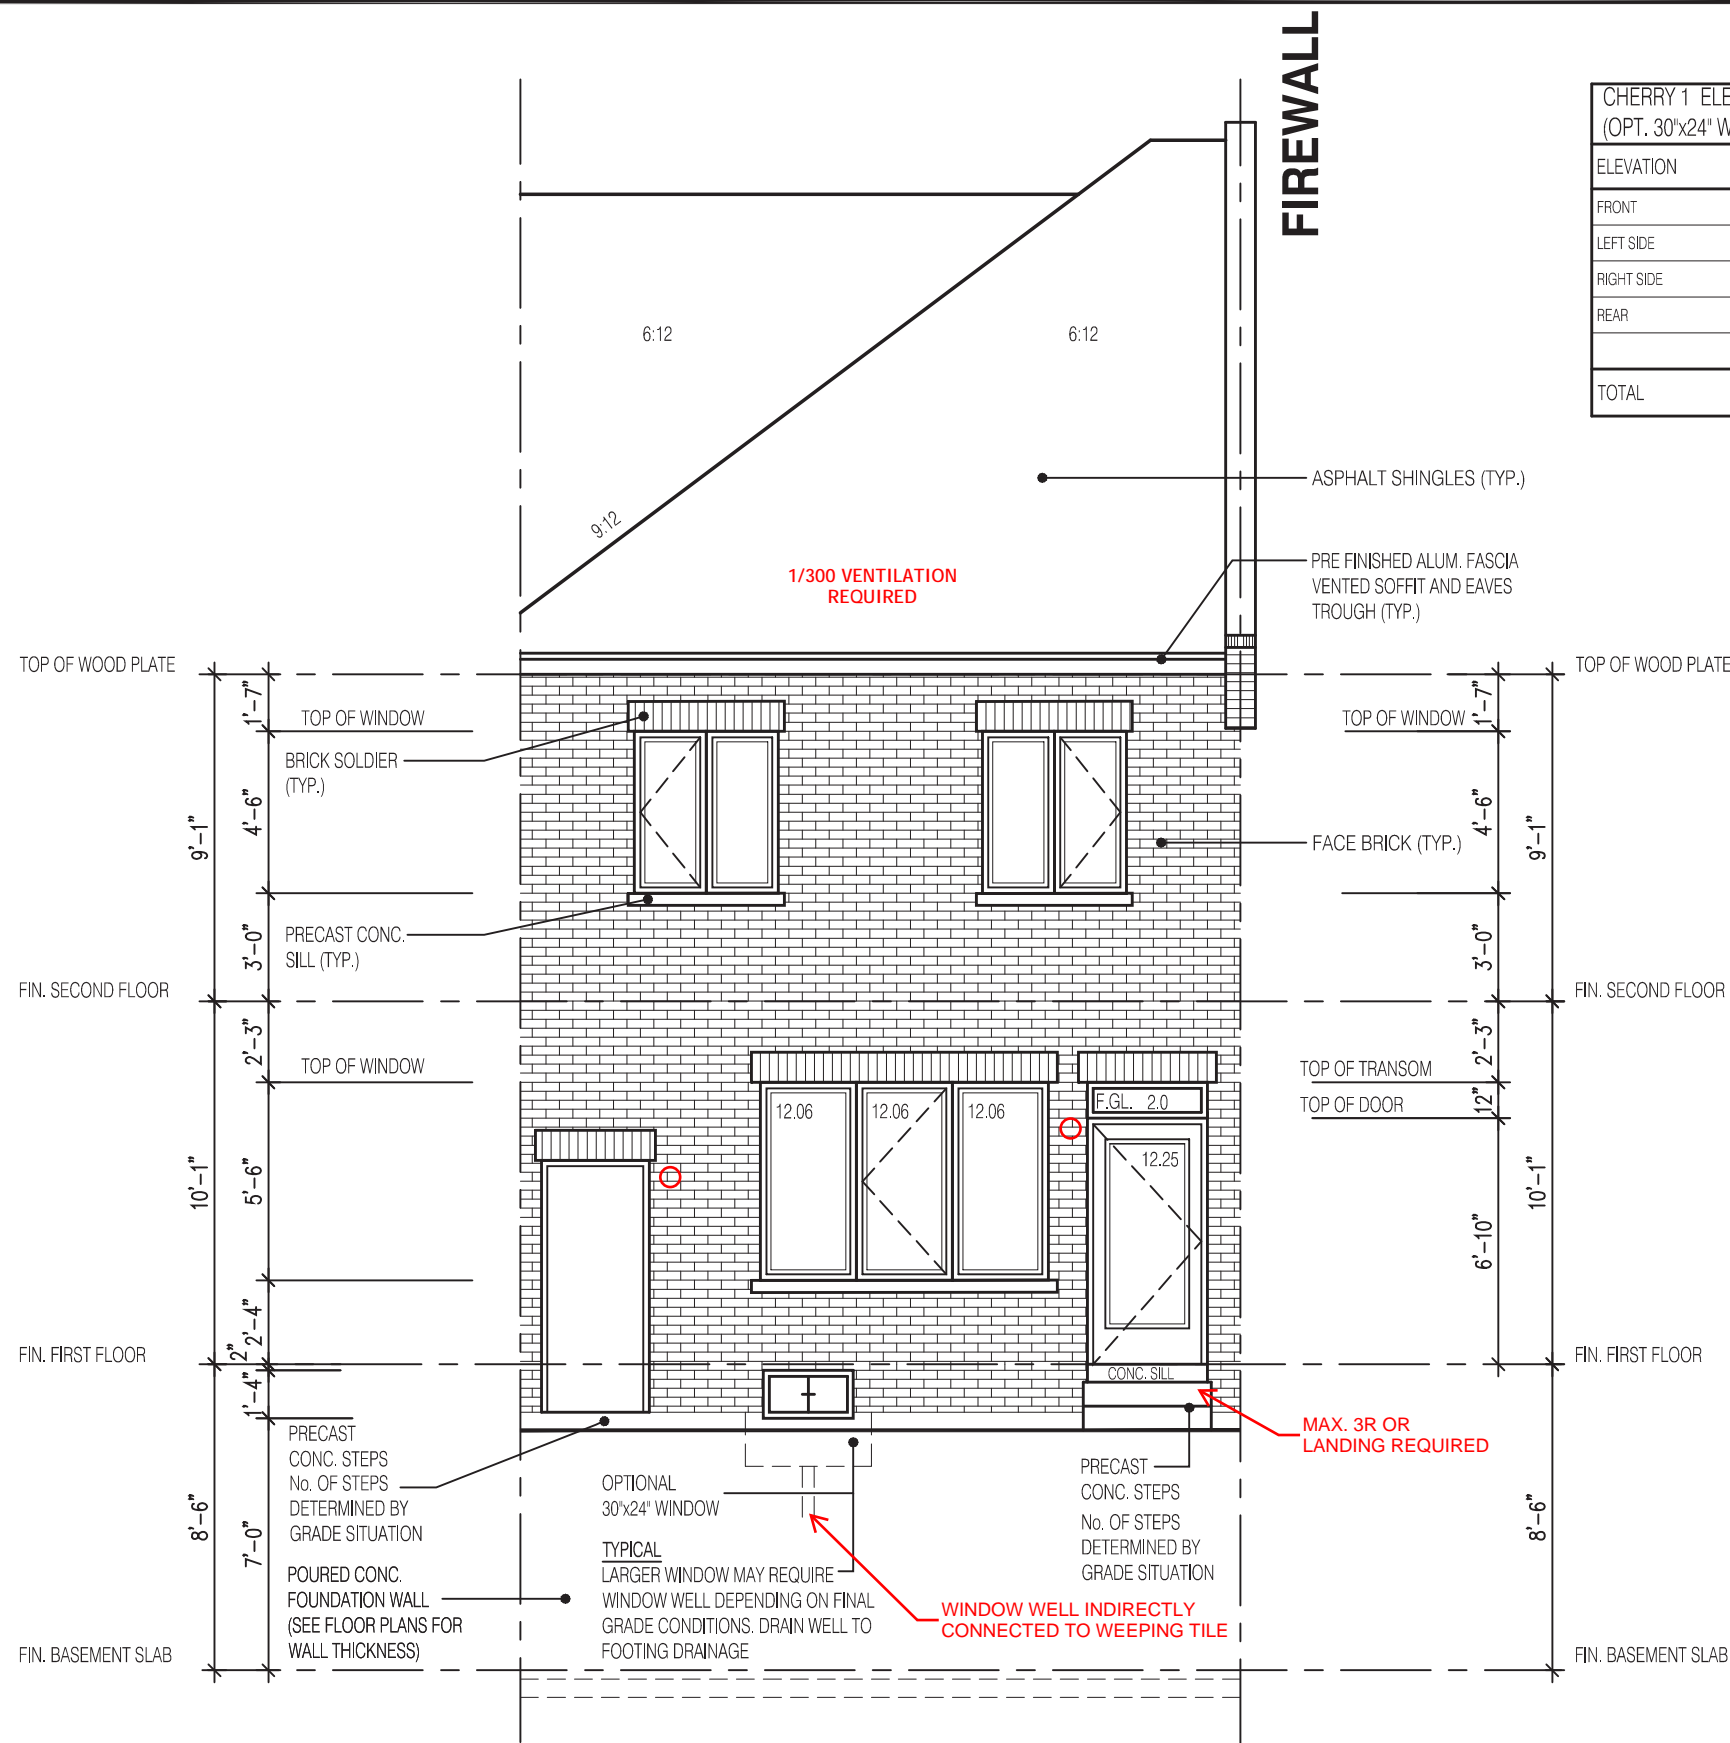 FIREWALL
CHERRY 1 ELE
(OPT. 30"x24" W
ELEVATION
FRONT
LEFT SIDE
RIGHT SIDE
REAR
TOTAL
6:12
6:12
9:12
1/300 VENTILATION
REQUIRED
ASPHALT SHINGLES (TYP.)
PRE FINISHED ALUM. FASCIA
VENTED SOFFIT AND EAVES
TROUGH (TYP.)
TOP OF WOOD PLATE
TOP OF WOOD PLATE
1'-7"
1'-7"
TOP OF WINDOW
TOP OF WINDOW
BRICK SOLDIER
(TYP.)
4'-6"
4'-6"
9'-1"
9'-1"
FACE BRICK (TYP.)
PRECAST CONC.
SILL (TYP.)
3'-0"
3'-0"
FIN. SECOND FLOOR
FIN. SECOND FLOOR
2'-3"
2'-3"
TOP OF WINDOW
TOP OF TRANSOM
TOP OF DOOR
12"
12.06
12.06
12.06
F.GL. 2.0
12.25
10'-1"
5'-6"
6'-10"
10'-1"
2'-4"
2"
FIN. FIRST FLOOR
FIN. FIRST FLOOR
CONC. SILL
1'-4"
MAX. 3R OR
LANDING REQUIRED
PRECAST
CONC. STEPS
No. OF STEPS
DETERMINED BY
GRADE SITUATION
OPTIONAL
30"x24" WINDOW
PRECAST
CONC. STEPS
No. OF STEPS
DETERMINED BY
GRADE SITUATION
8'-6"
7'-0"
8'-6"
POURED CONC.
FOUNDATION WALL
(SEE FLOOR PLANS FOR
WALL THICKNESS)
TYPICAL
LARGER WINDOW MAY REQUIRE
WINDOW WELL DEPENDING ON FINAL
GRADE CONDITIONS. DRAIN WELL TO
FOOTING DRAINAGE
WINDOW WELL INDIRECTLY
CONNECTED TO WEEPING TILE
FIN. BASEMENT SLAB
FIN. BASEMENT SLAB